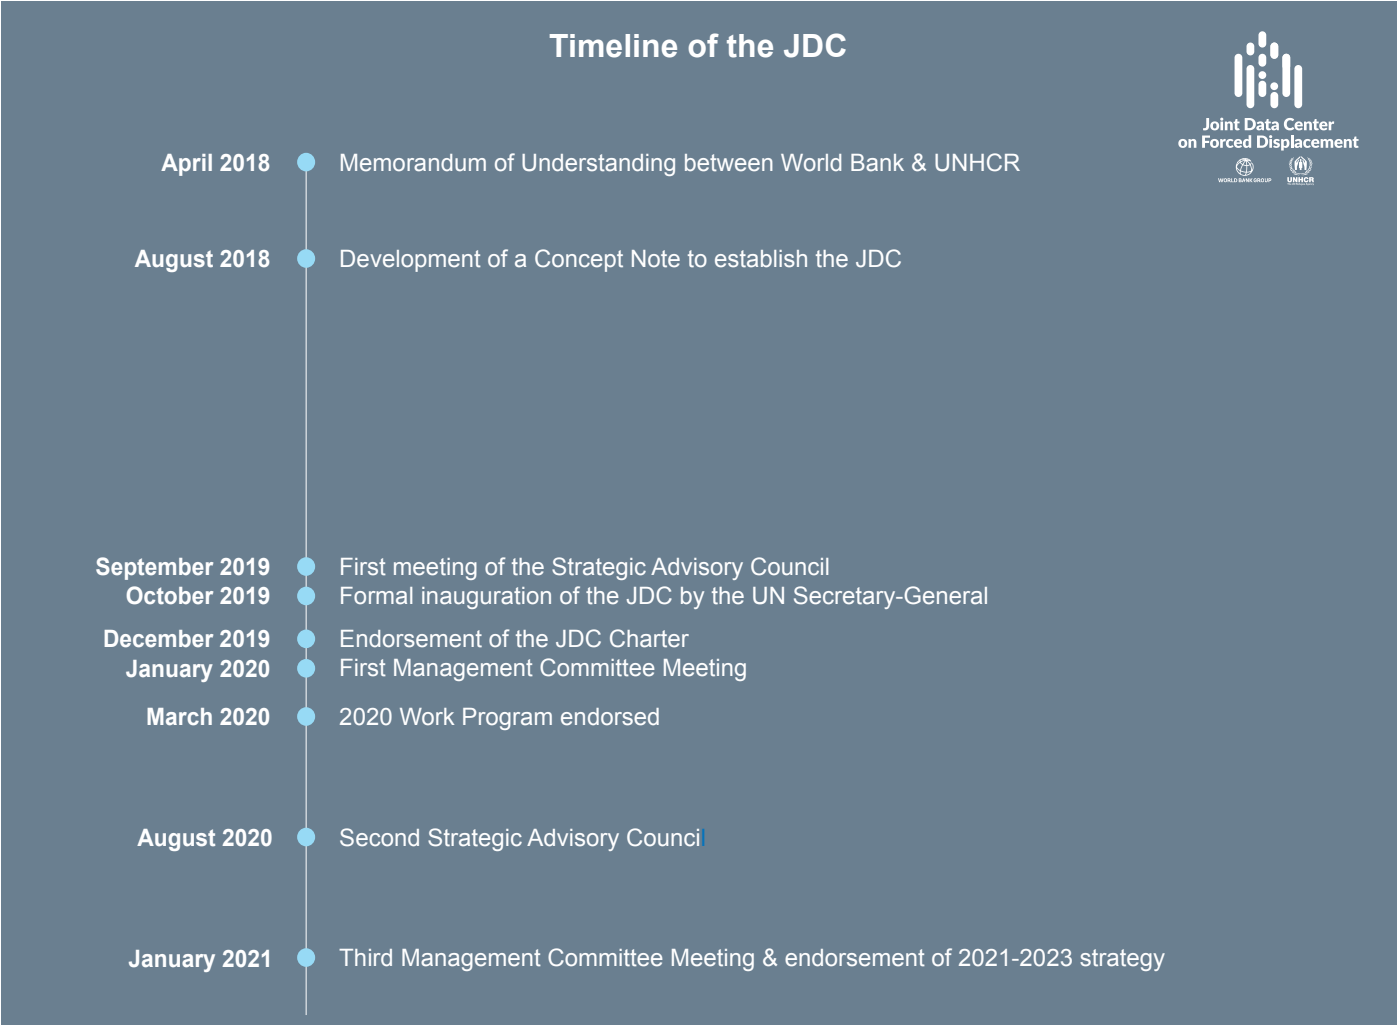 Timeline of the JDC
Joint Data Center
on Forced Displacement
WORLD BANK GROUP
UNHCR
April 2018 Memorandum of Understanding between World Bank & UNHCR
August 2018 Development of a Concept Note to establish the JDC
September 2019 First meeting of the Strategic Advisory Council
October 2019 Formal inauguration of the JDC by the UN Secretary-General
December 2019 Endorsement of the JDC Charter
January 2020 First Management Committee Meeting
March 2020 2020 Work Program endorsed
August 2020 Second Strategic Advisory Council
January 2021 Third Management Committee Meeting & endorsement of 2021-2023 strategy